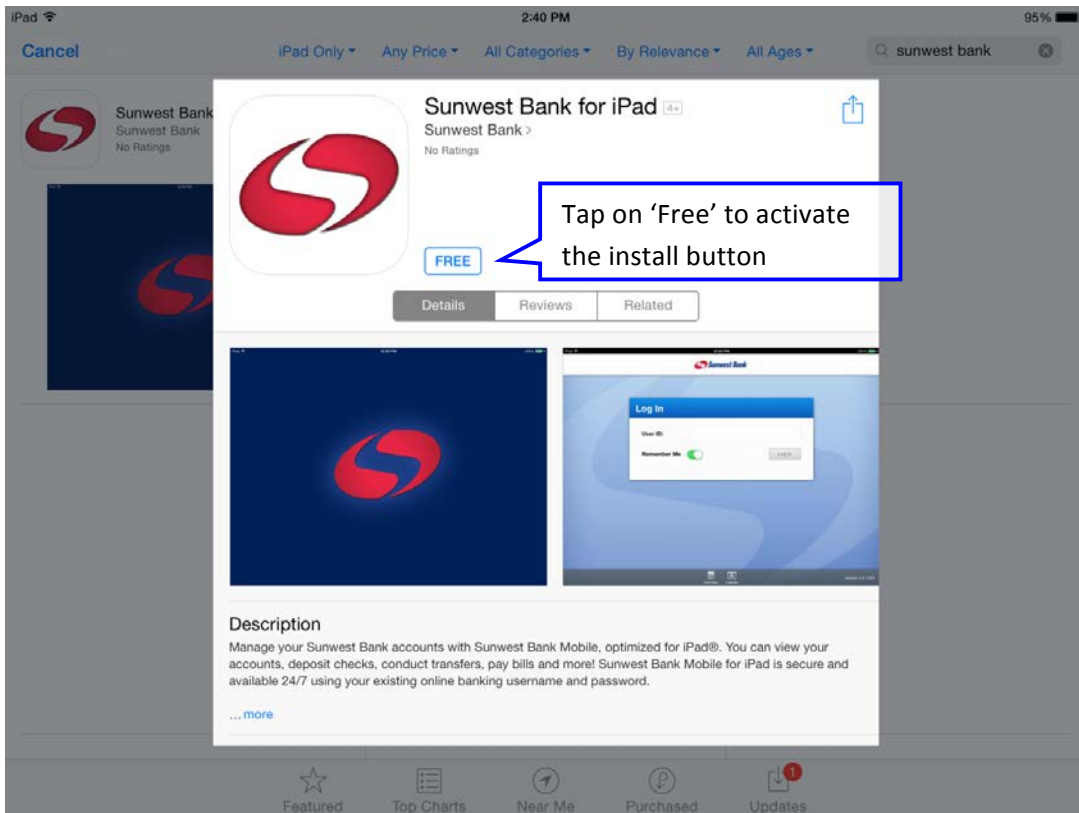 iPad 2:40 PM 95%
Cancel iPad Only ▾ Any Price ▾ All Categories ▾ By Relevance ▾ All Ages ▾ sunwest bank
Sunwest Bank
Sunwest Bank
No Ratings
Sunwest Bank for iPad 4+
Sunwest Bank >
No Ratings
Tap on ‘Free’ to activate
the install button
FREE
Details Reviews Related
Sunwest Bank
Log In
User ID:
Remember Me Log In
Description
Manage your Sunwest Bank accounts with Sunwest Bank Mobile, optimized for iPad®. You can view your
accounts, deposit checks, conduct transfers, pay bills and more! Sunwest Bank Mobile for iPad is secure and
available 24/7 using your existing online banking username and password.
...more
Featured Top Charts Near Me Purchased Updates
1